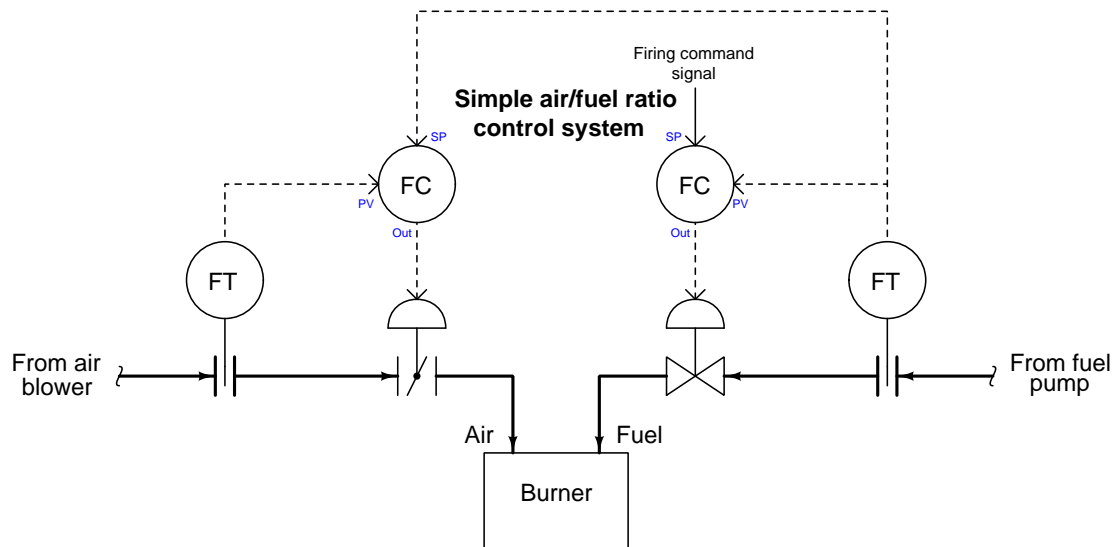 Firing command
signal
Simple air/fuel ratio
control system
SP
SP
FC
FC
PV
PV
Out
Out
FT
FT
From air
blower
From fuel
pump
Air
Fuel
Burner